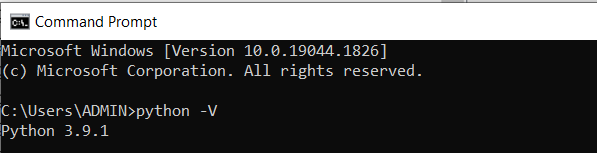 Command Prompt
Microsoft Windows [Version 10.0.19044.1826]
(c) Microsoft Corporation. All rights reserved.
C:\Users\ADMIN>python -V
Python 3.9.1